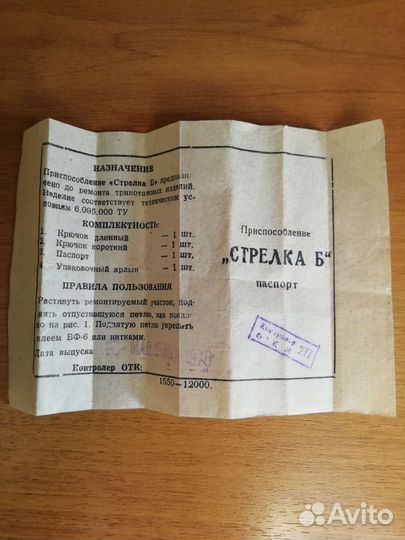 НАЗНАЧЕНИЕ
Приспособление «Стрелка Б» предназ-
чено до ремонта трикотажных изделий.
Изделие соответствует техническим ус-
ловиям 6,095,000 ТУ
КОМПЛЕКТНОСТЬ:
1. Крючок длинный — 1 шт.
2. Крючок короткий — 1 шт.
3. Паспорт — 1 шт.
4. Упаковочный ярлык — 1 шт.
ПРАВИЛА ПОЛЬЗОВАНИЯ
Растянуть ремонтируемый участок, под-
нять отпустившуюся петлю, как показа-
но на рис. 1. Поднятую петлю укрепить
клеем БФ-6 или нитками.
Дата выпуска
Контролер ОТК:
1550—12000.
Приспособление
„СТРЕЛКА Б"
паспорт
Контролер 277
ОТК
Avito